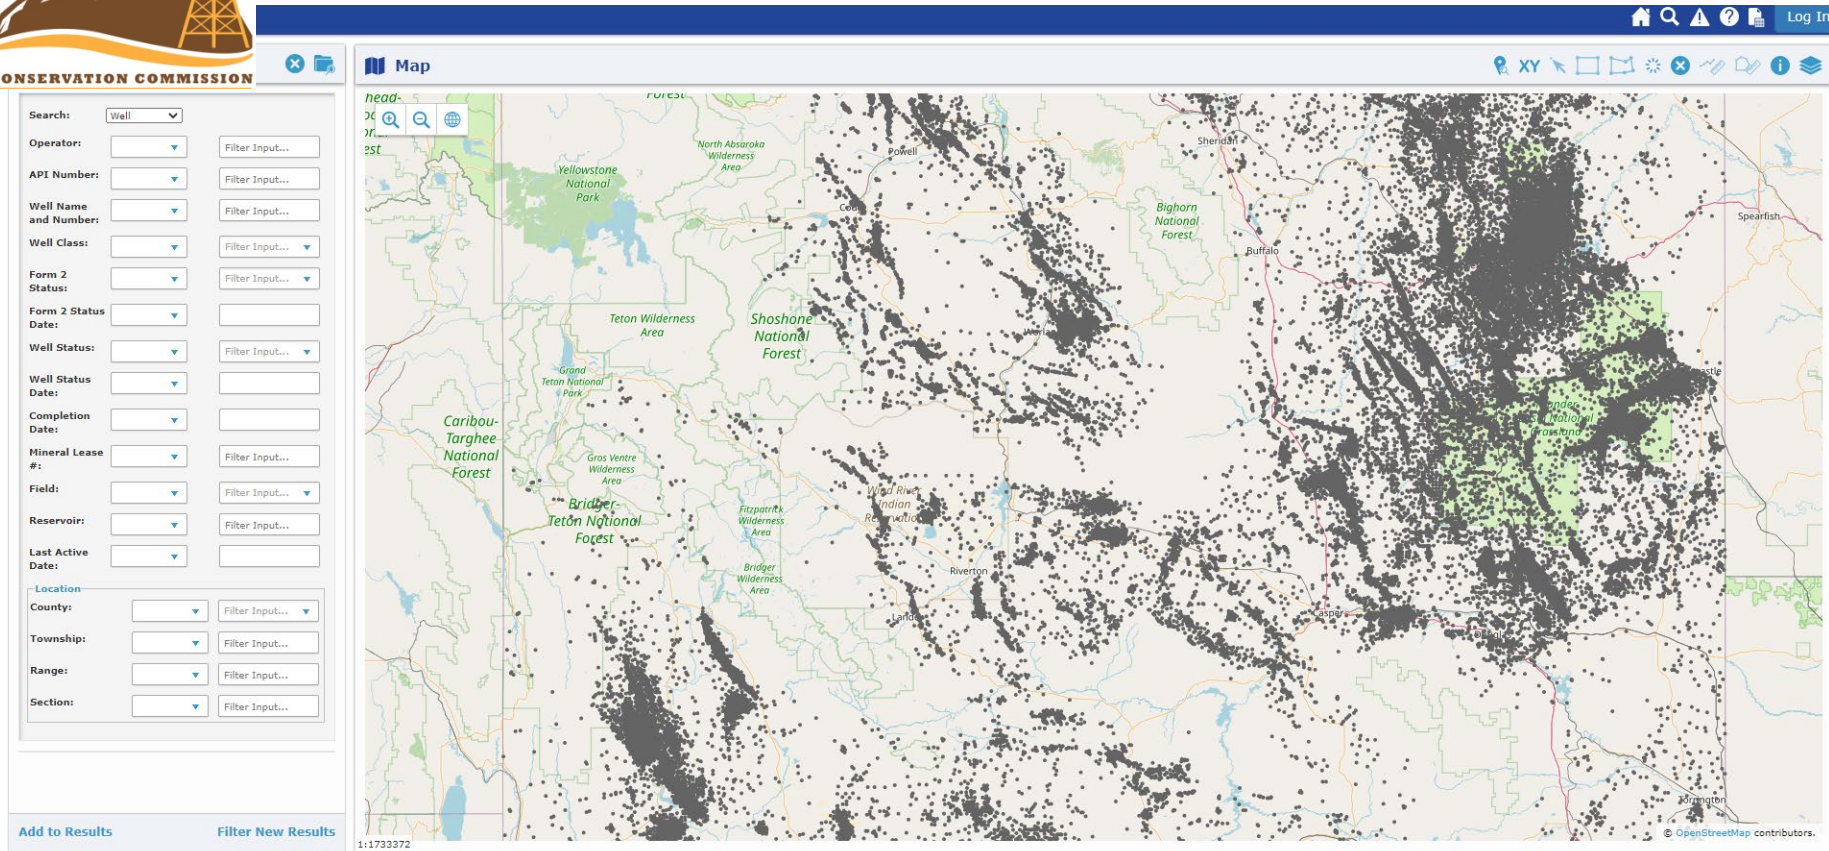 ONSERVATION COMMISSION
Log In
Map
XY
Search:
Well
Operator:
Filter Input...
API Number:
Filter Input...
Well Name
and Number:
Filter Input...
Well Class:
Filter Input...
Form 2
Status:
Filter Input...
Form 2 Status
Date:
Well Status:
Filter Input...
Well Status
Date:
Completion
Date:
Mineral Lease
#:
Filter Input...
Field:
Filter Input...
Reservoir:
Filter Input...
Last Active
Date:
Location
County:
Filter Input...
Township:
Filter Input...
Range:
Filter Input...
Section:
Filter Input...
Add to Results
Filter New Results
head-
est
Forest
Powell
North Absaroka
Wilderness
Area
Yellowstone
National
Park
Sheridan
Bighorn
National
Forest
Buffalo
Spearfish
Teton Wilderness
Area
Shoshone
National
Forest
Grand
Teton National
Park
Caribou-
Targhee
National
Forest
Gros Ventre
Wilderness
Area
Bridger-
Teton National
Forest
Fitzpatrick
Wilderness
Area
Wind River
Indian
Reservation
Bridger
Wilderness
Area
Riverton
Casper
Torrington
1:1733372
© OpenStreetMap contributors.